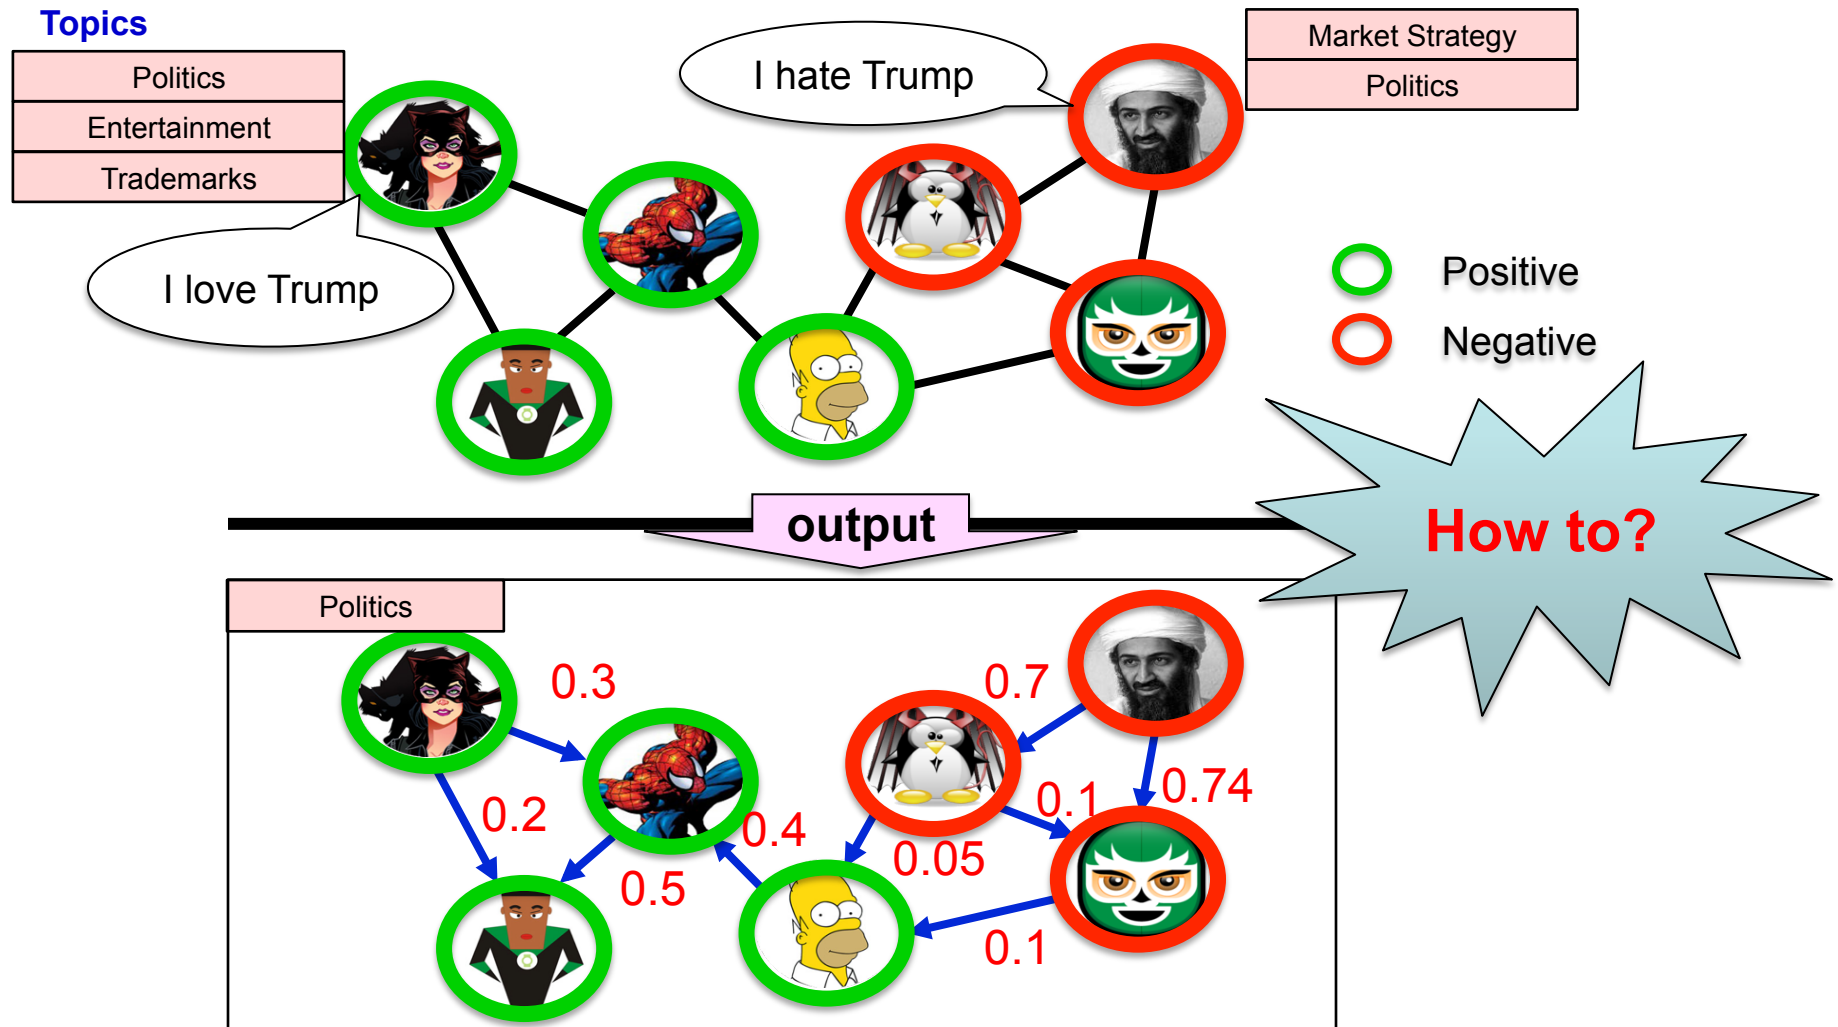 Topics
Politics
Entertainment
Trademarks
I love Trump
I hate Trump
Market Strategy
Politics
Positive
Negative
output
How to?
Politics
0.3
0.2
0.5
0.4
0.7
0.1
0.74
0.05
0.1